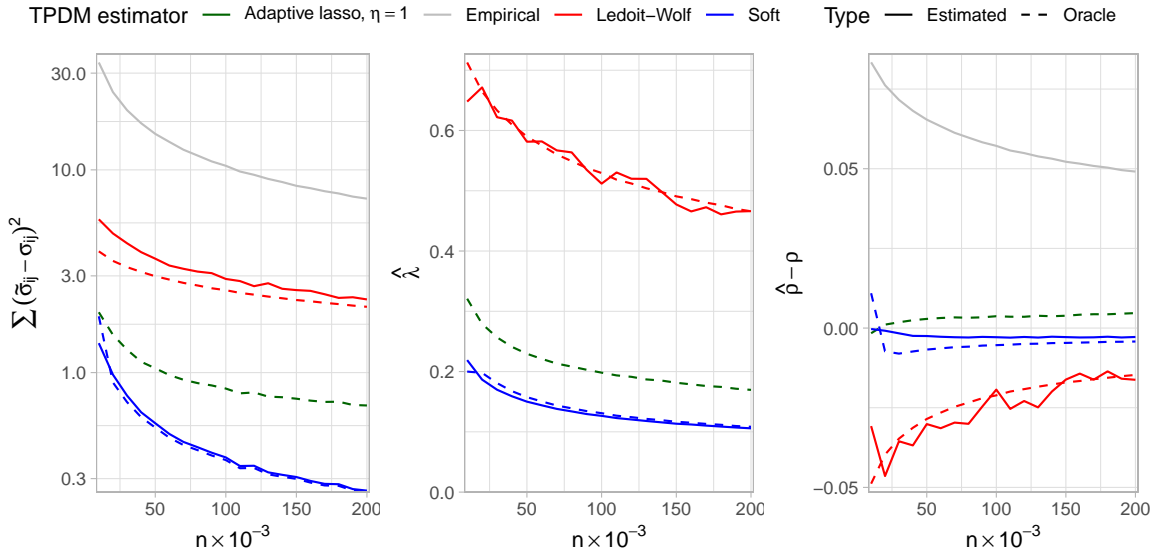 TPDM estimator Adaptive lasso, η = 1 Empirical Ledoit−Wolf Soft Type Estimated Oracle
∑ (σ̃ij − σij)²
30.0
10.0
3.0
1.0
0.3
50 100 150 200
n × 10⁻³
λ̂
0.6
0.4
0.2
0.0
50 100 150 200
n × 10⁻³
ρ̂ − ρ
0.05
0.00
−0.05
50 100 150 200
n × 10⁻³